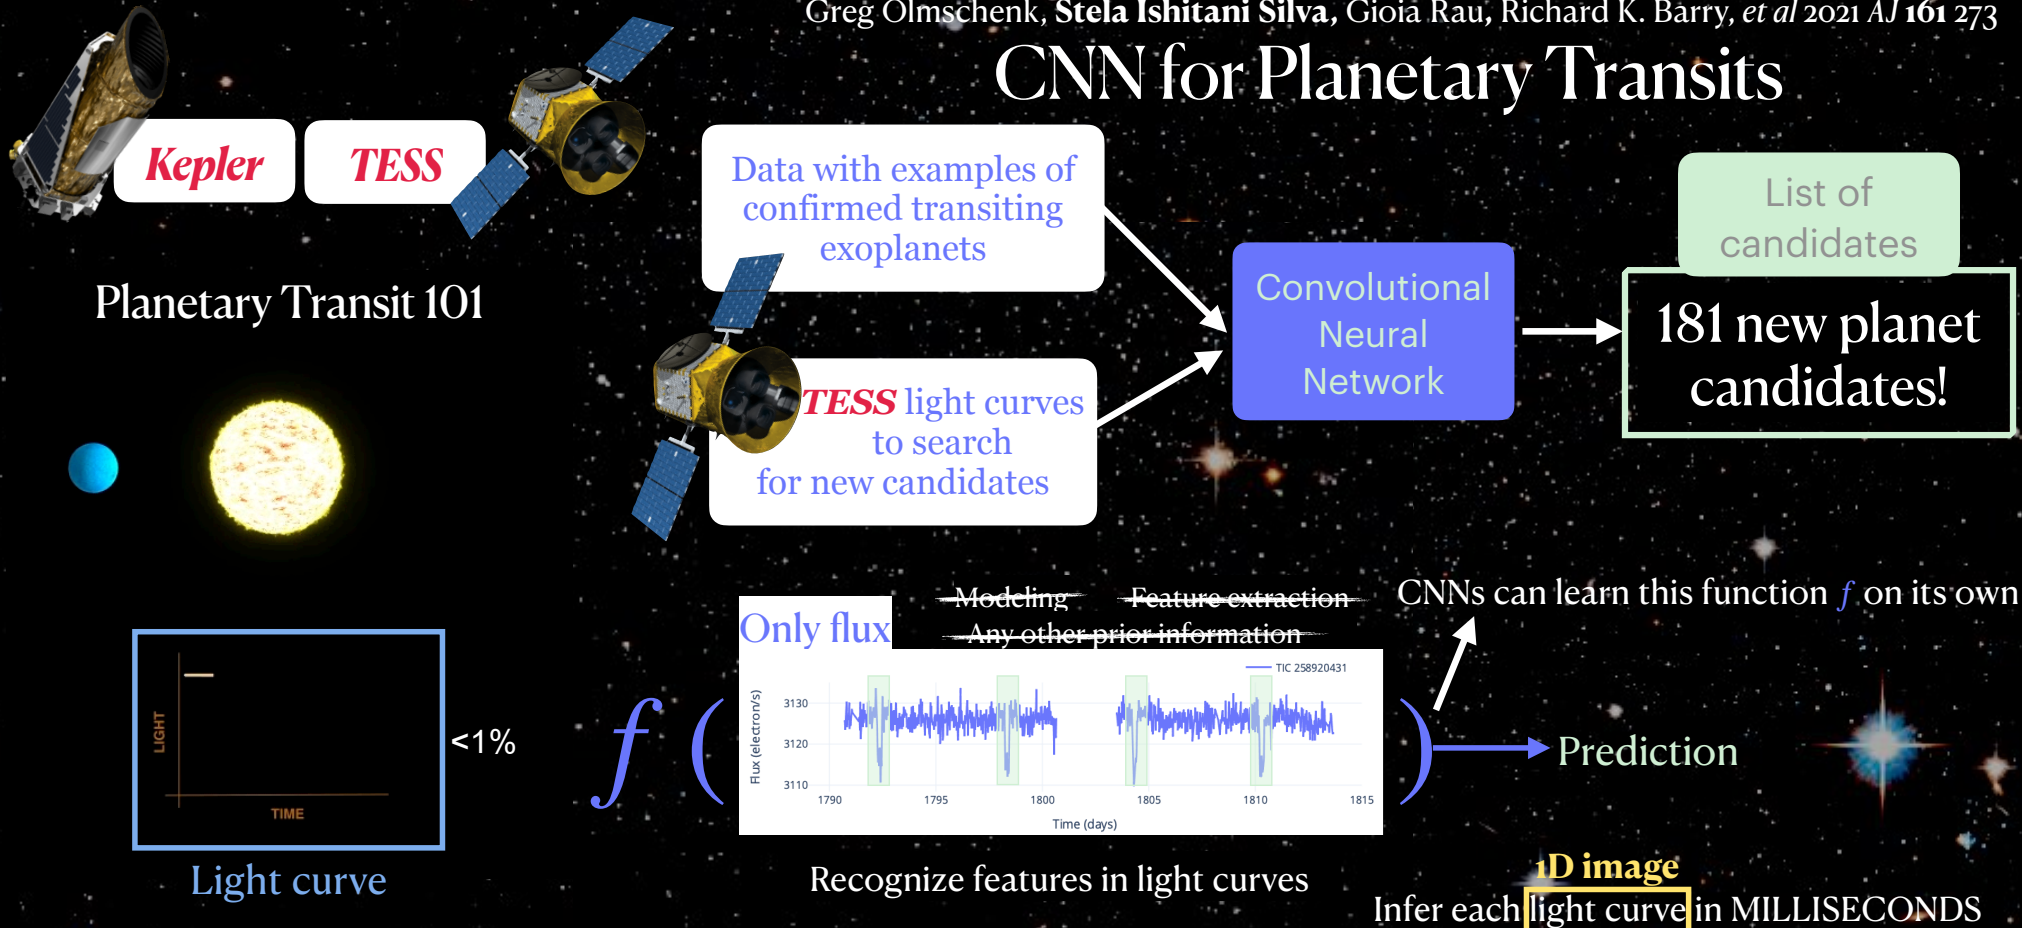 Greg Olmschenk, Stela Ishitani Silva, Gioia Rau, Richard K. Barry, et al 2021 AJ 161 273
CNN for Planetary Transits
Kepler
TESS
Planetary Transit 101
LIGHT
TIME
<1%
Light curve
Data with examples of
confirmed transiting
exoplanets
TESS light curves
to search
for new candidates
Convolutional
Neural
Network
List of
candidates
181 new planet
candidates!
Only flux
Modeling
Feature extraction
Any other prior information
CNNs can learn this function f on its own
f (
TIC 258920431
Flux (electron/s)
3130
3120
3110
1790 1795 1800 1805 1810 1815
Time (days)
)
Prediction
Recognize features in light curves
1D image
Infer each light curve in MILLISECONDS